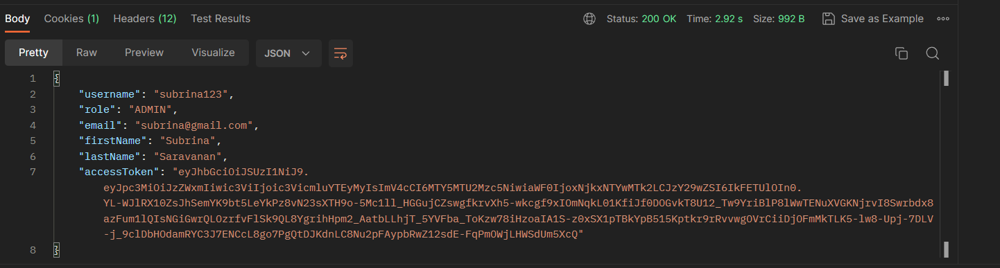 Body Cookies (1) Headers (12) Test Results Status: 200 OK Time: 2.92 s Size: 992 B Save as Example
Pretty Raw Preview Visualize JSON
1 {
2 "username": "subrina123",
3 "role": "ADMIN",
4 "email": "subrina@gmail.com",
5 "firstName": "Subrina",
6 "lastName": "Saravanan",
7 "accessToken": "eyJhbGciOiJSUzI1NiJ9.
eyJpc3MiOiJzZWxmIiwic3ViIjoic3VicmluYTEyMyIsImV4cCI6MTY5MTU2Mzc5NiwiaWF0IjoxNjkxNTYwMTk2LCJzY29wZSI6IkFETUlOIn0.
YL-WJlRX10ZsJhSemYK9bt5LeYkPz8vN23sXTH9o-5Mc1ll_HGGujCZswgfkrvXh5-wkcgf9xIOmNqkL01KfiJf0DOGvkT8U12_Tw9YriBlP8lWwTENuXVGKNjrvI8Swrbdx8
azFum1lQIsNGiGwrQLOzrfvFlSk9QL8YgrihHpm2_AatbLLhjT_5YVFba_ToKzw78iHzoaIA1S-z0xSX1pTBkYpB515Kptkr9rRvvwgOVrCiiDjOFmMkTLK5-lw8-Upj-7DLV
-j_9clDbHOdamRYC3J7ENCcL8go7PgQtDJKdnLC8Nu2pFAypbRwZ12sdE-FqPmOWjLHWSdUm5XcQ"
8 }